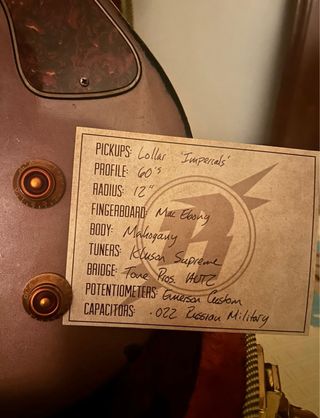 PICKUPS: Lollar 'Imperials'
PROFILE: 60's
RADIUS: 12"
FINGERBOARD: Mac Ebony
BODY: Mahogany
TUNERS: Kluson Supreme
BRIDGE: Tone Pros. AVT2
POTENTIOMETERS: Emerson Custom
CAPACITORS: .022 Russian Military